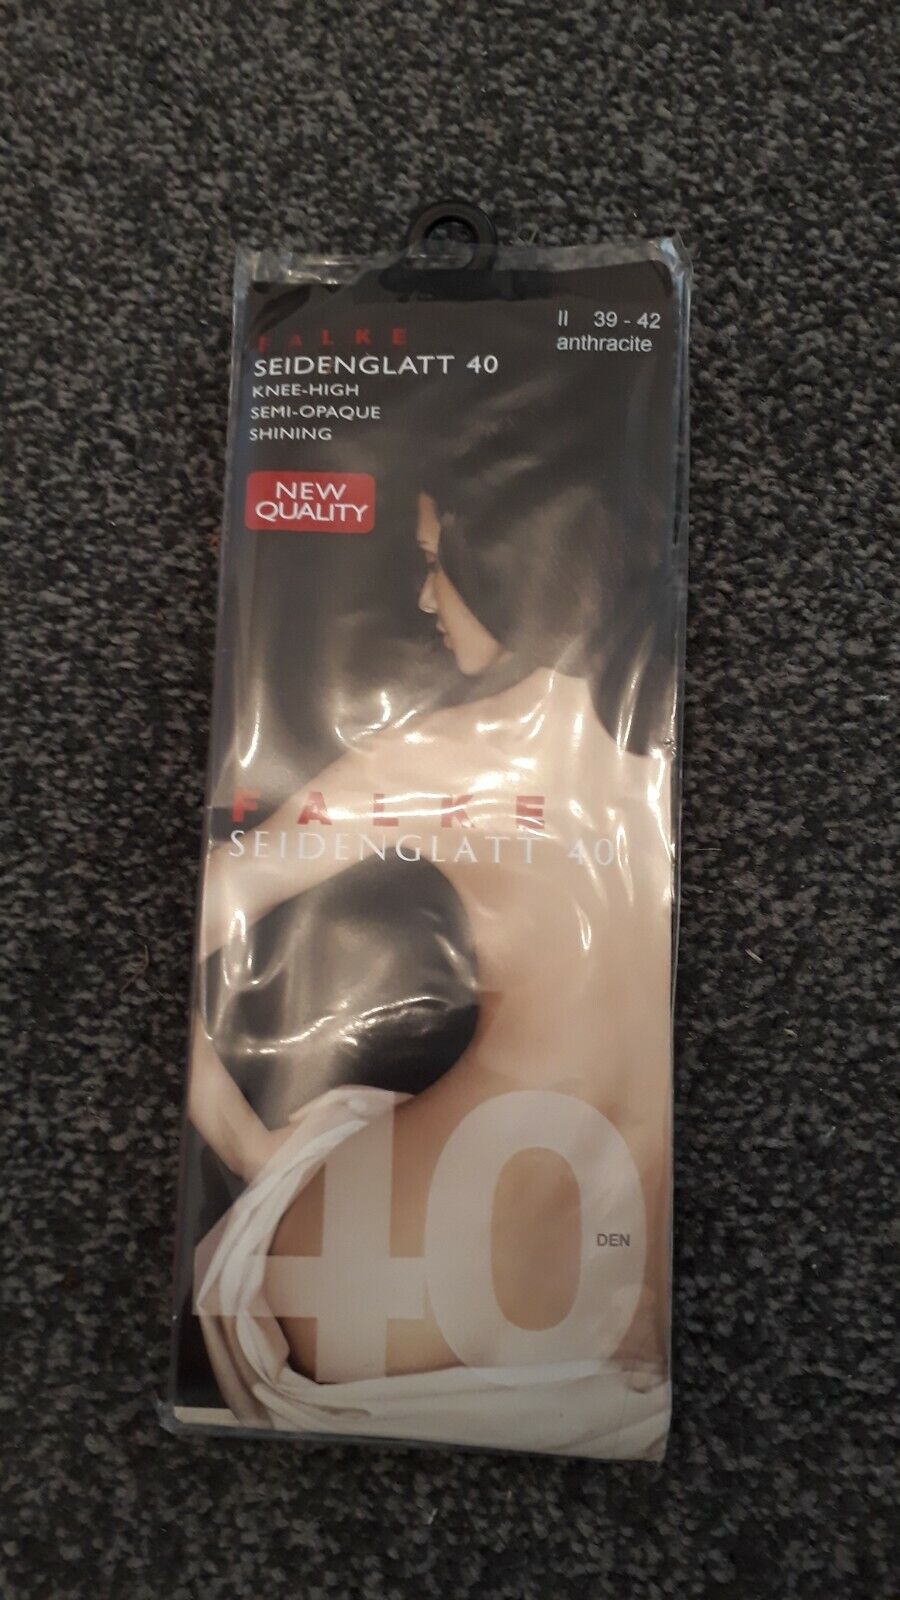 FALKE
SEIDENGLATT 40
KNEE-HIGH
SEMI-OPAQUE
SHINING
II 39 - 42
anthracite
NEW
QUALITY
FALKE
SEIDENGLATT 40
40
DEN